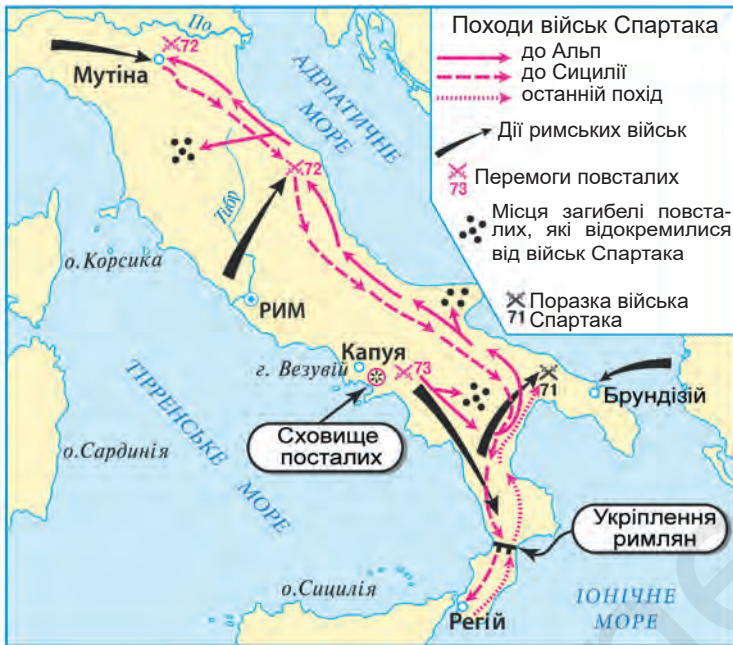 Походи військ Спартака
до Альп
до Сицилії
останній похід
Дії римських військ
73
Перемоги повсталих
Місця загибелі повста-
лих, які відокремилися
від військ Спартака
71
Поразка війська
Спартака
По
72
Мутіна
АДРІАТИЧНЕ
МОРЕ
72
Тібр
о.Корсика
РИМ
Капуя
г. Везувій
73
71
Брундізій
Сховище
посталих
ТІРРЕНСЬКЕ
МОРЕ
о.Сардинія
Укріплення
римлян
о.Сицилія
Регій
ІОНІЧНЕ
МОРЕ